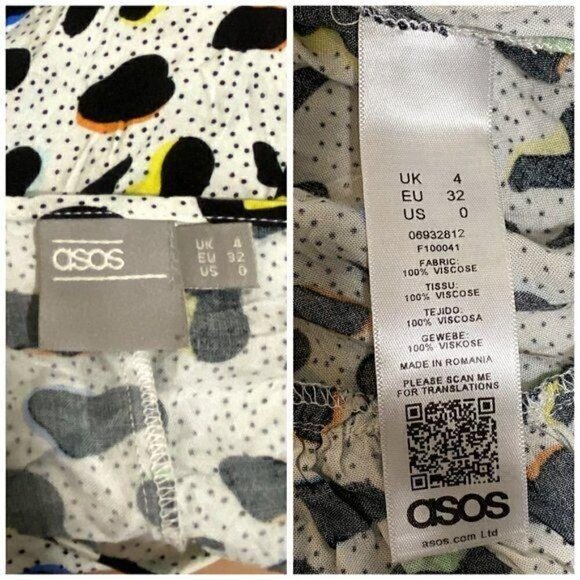 asos
UK 4
EU 32
US 0
UK 4
EU 32
US 0
06932812
F100041
FABRIC:
100% VISCOSE
TISSU:
100% VISCOSE
TEJIDO:
100% VISCOSA
GEWEBE:
100% VISKOSE
MADE IN ROMANIA
PLEASE SCAN ME
FOR TRANSLATIONS
asos
asos.com Ltd